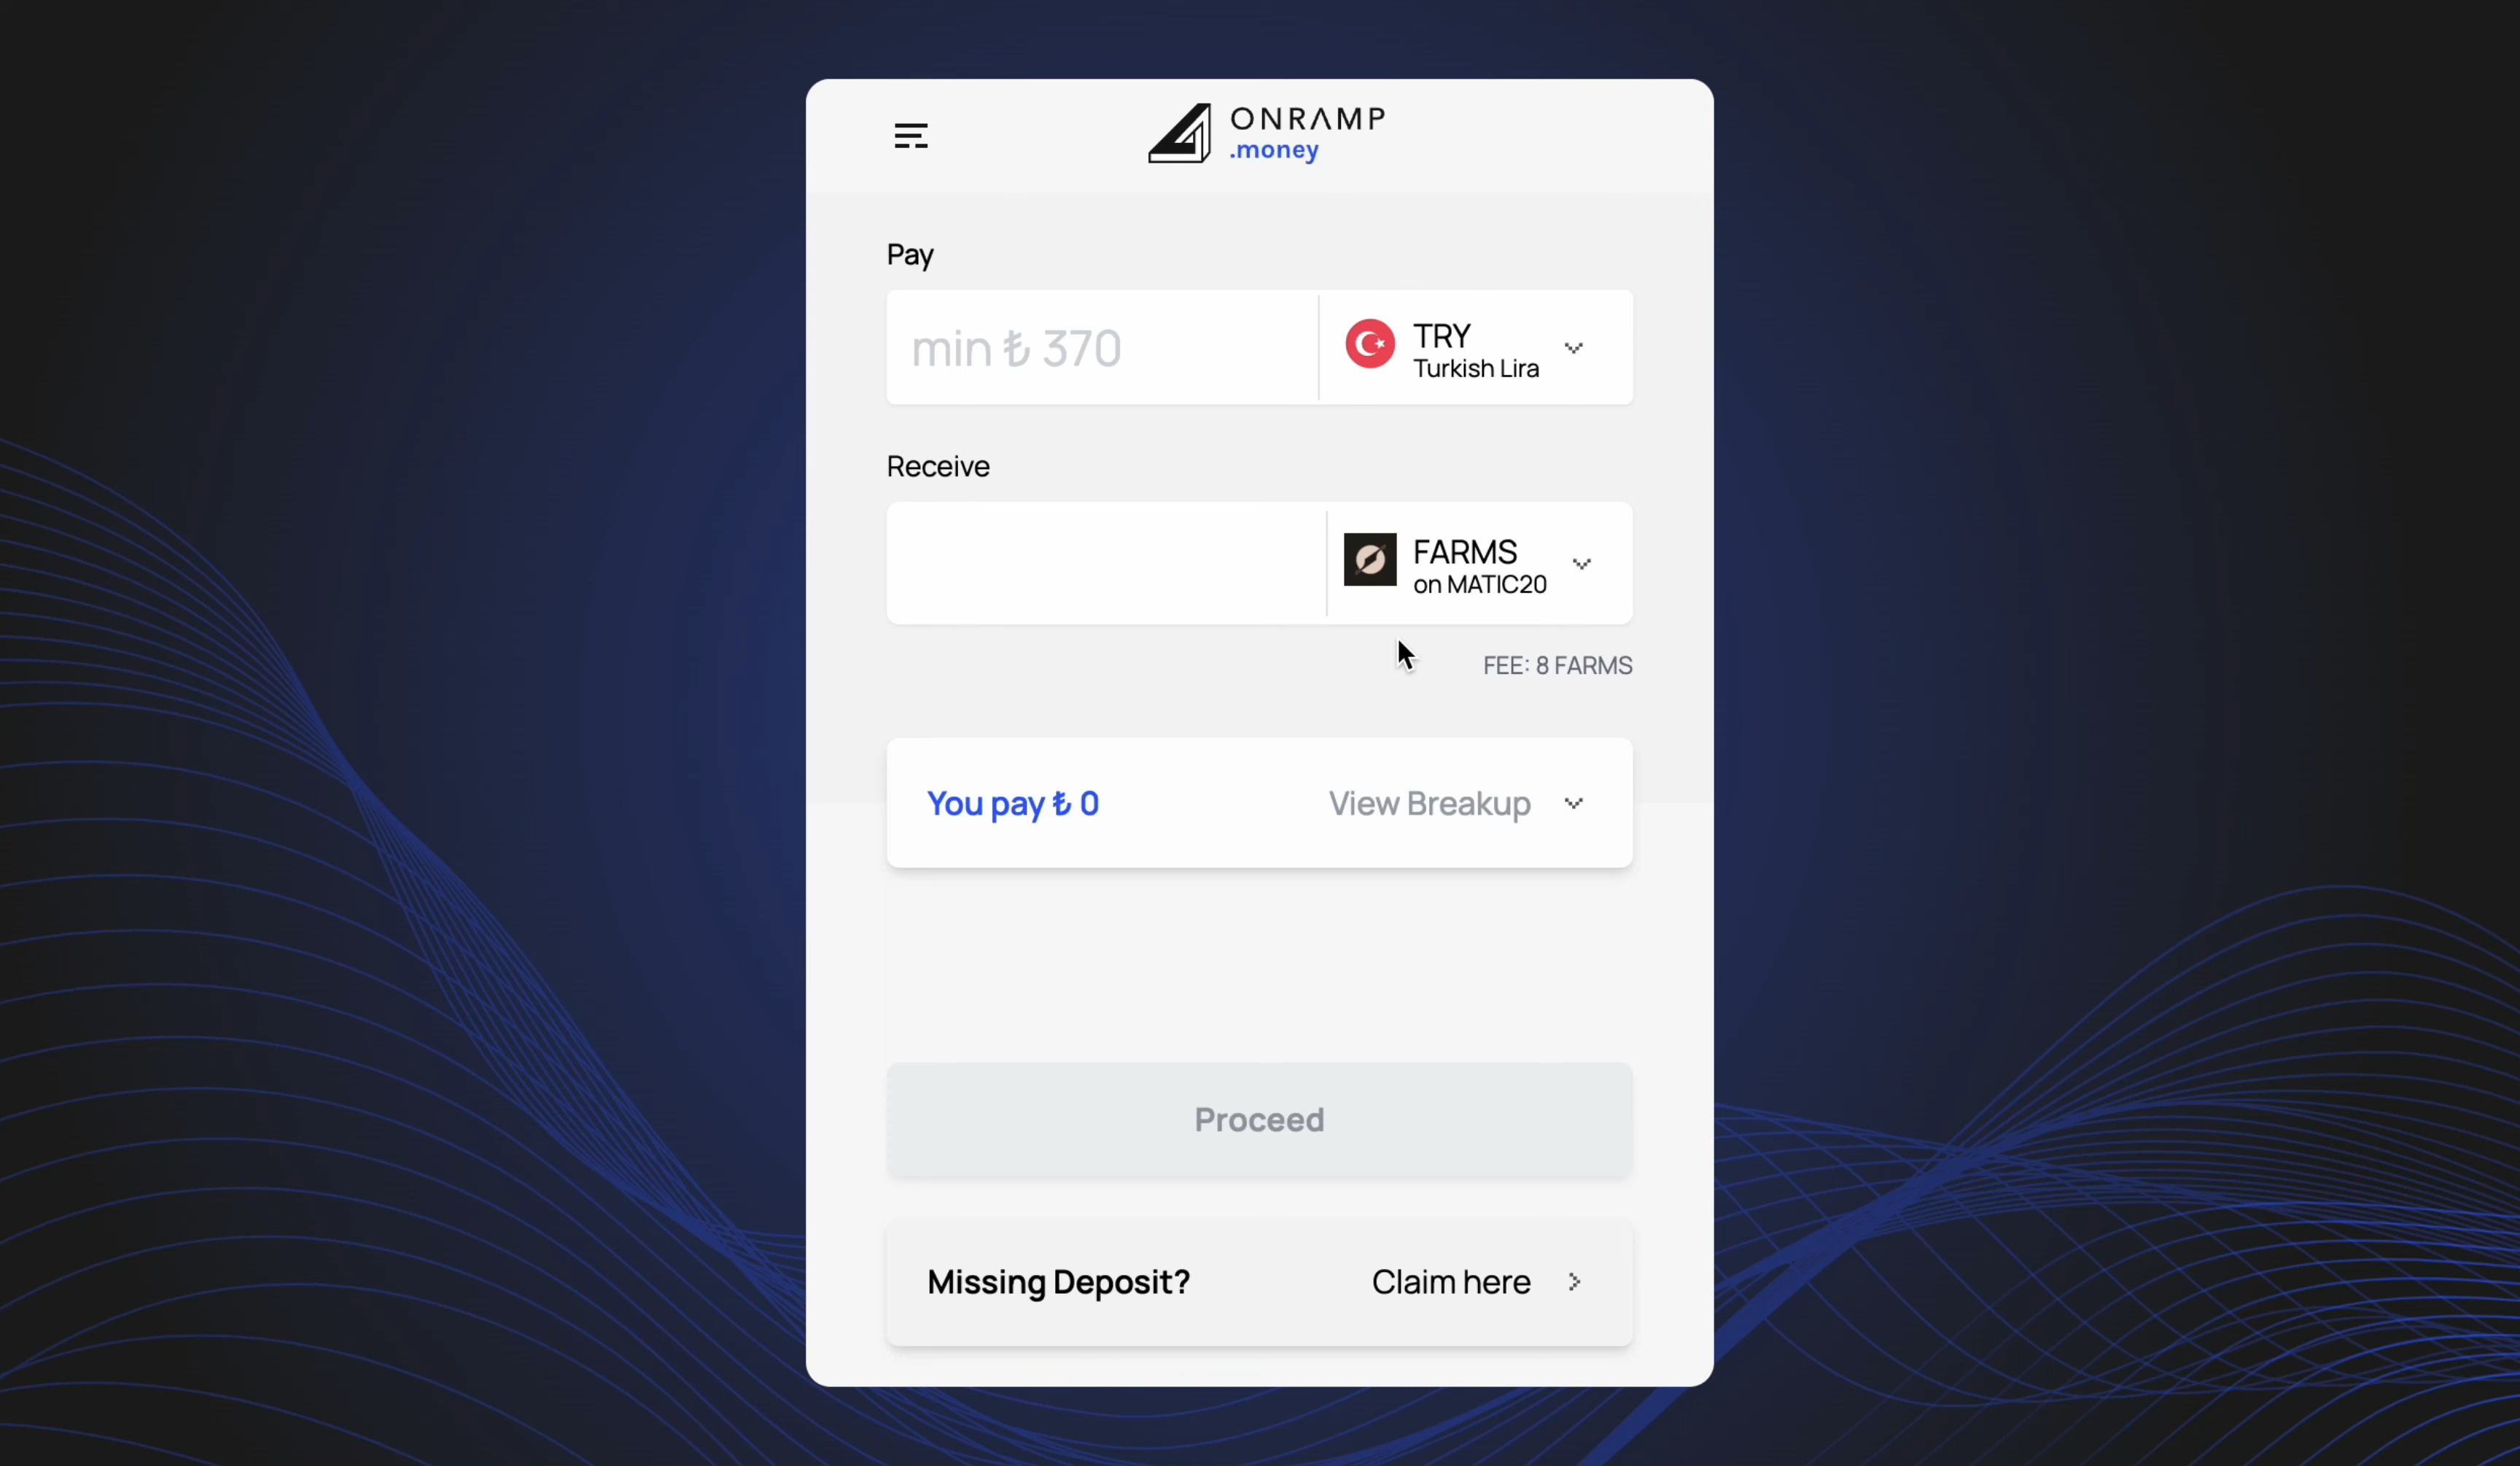 ONRAMP
.money
Pay
min ₺ 370
TRY
Turkish Lira
Receive
FARMS
on MATIC20
FEE: 8 FARMS
You pay ₺ 0
View Breakup
Proceed
Missing Deposit?
Claim here